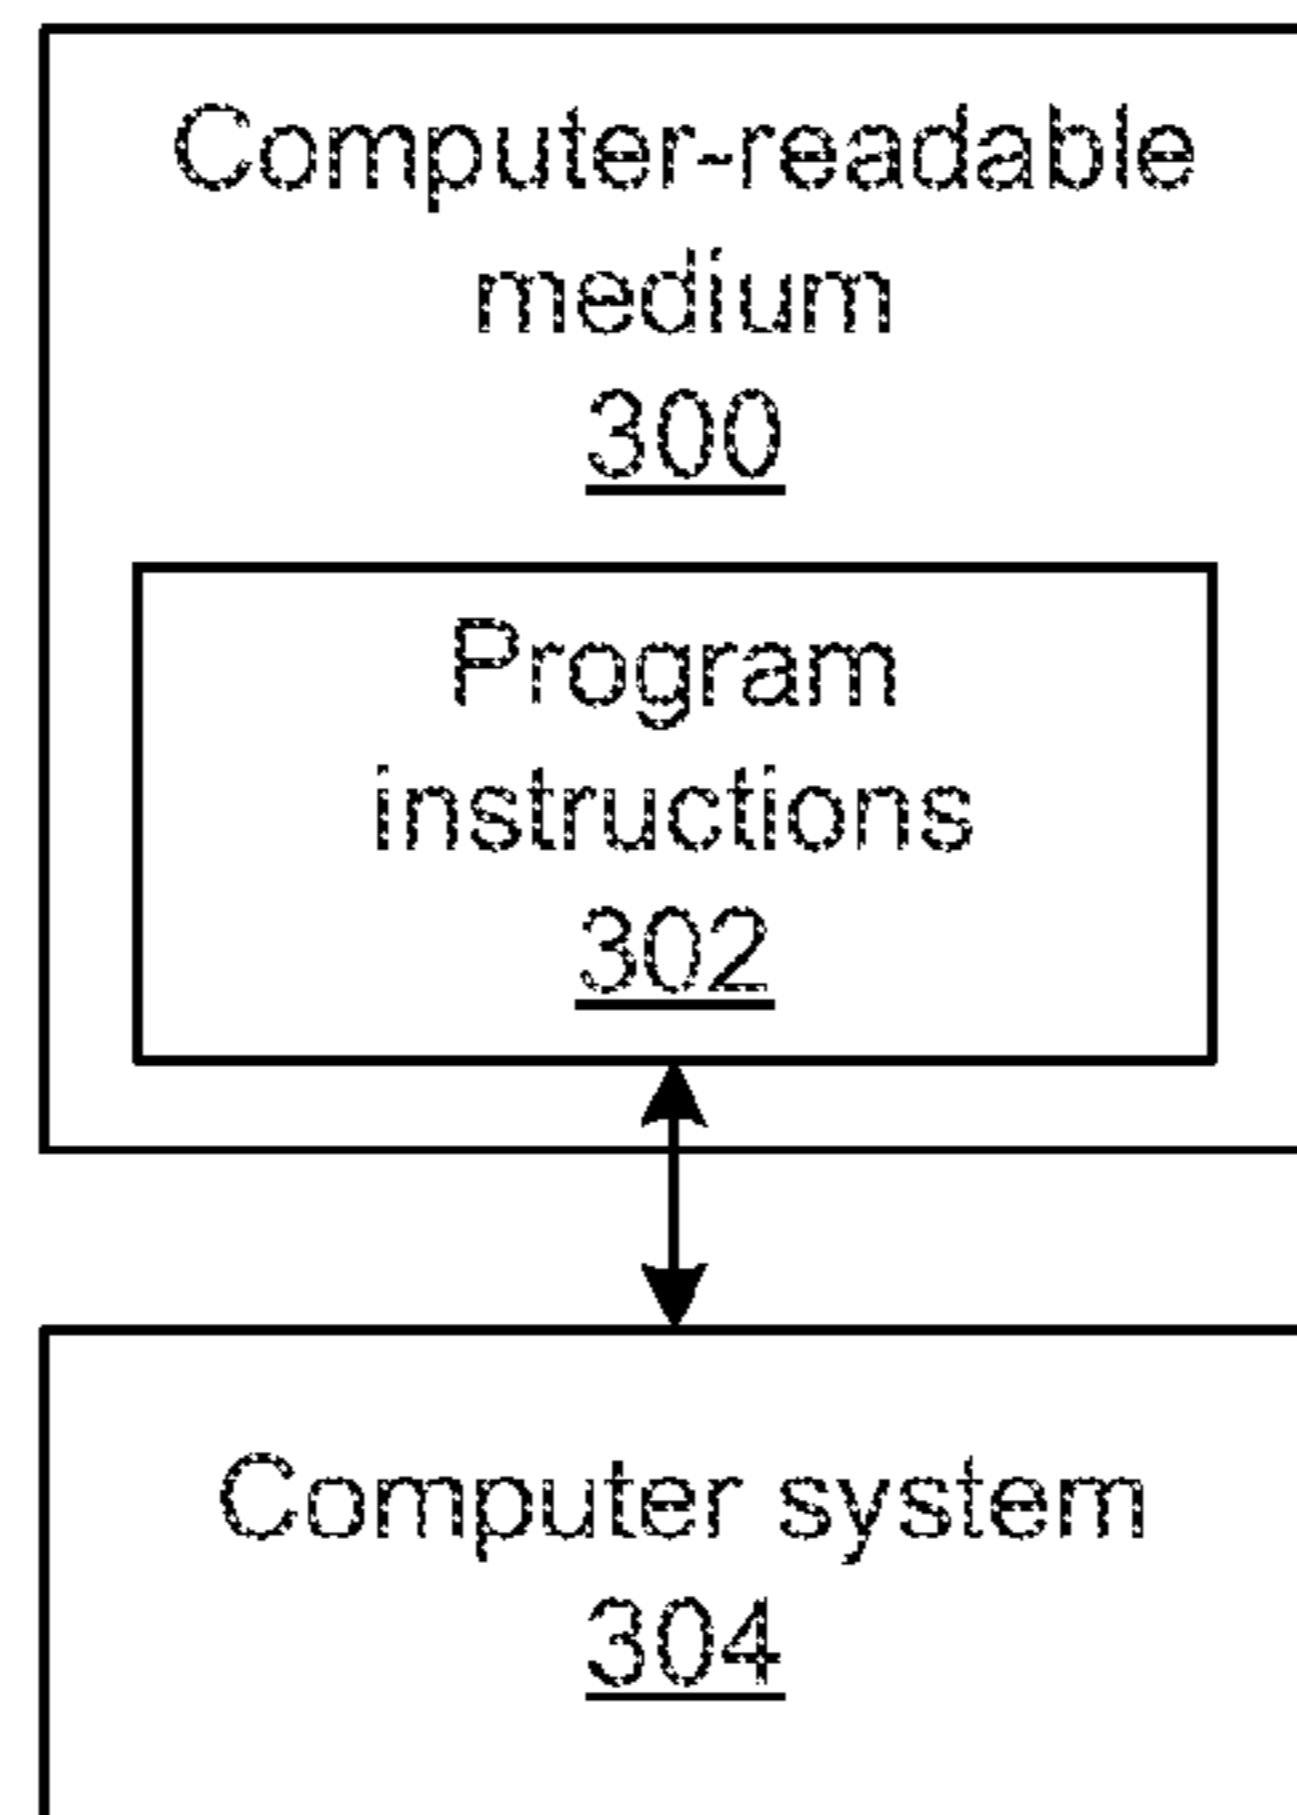 Computer-readable
medium
300
Program
instructions
302
Computer system
304